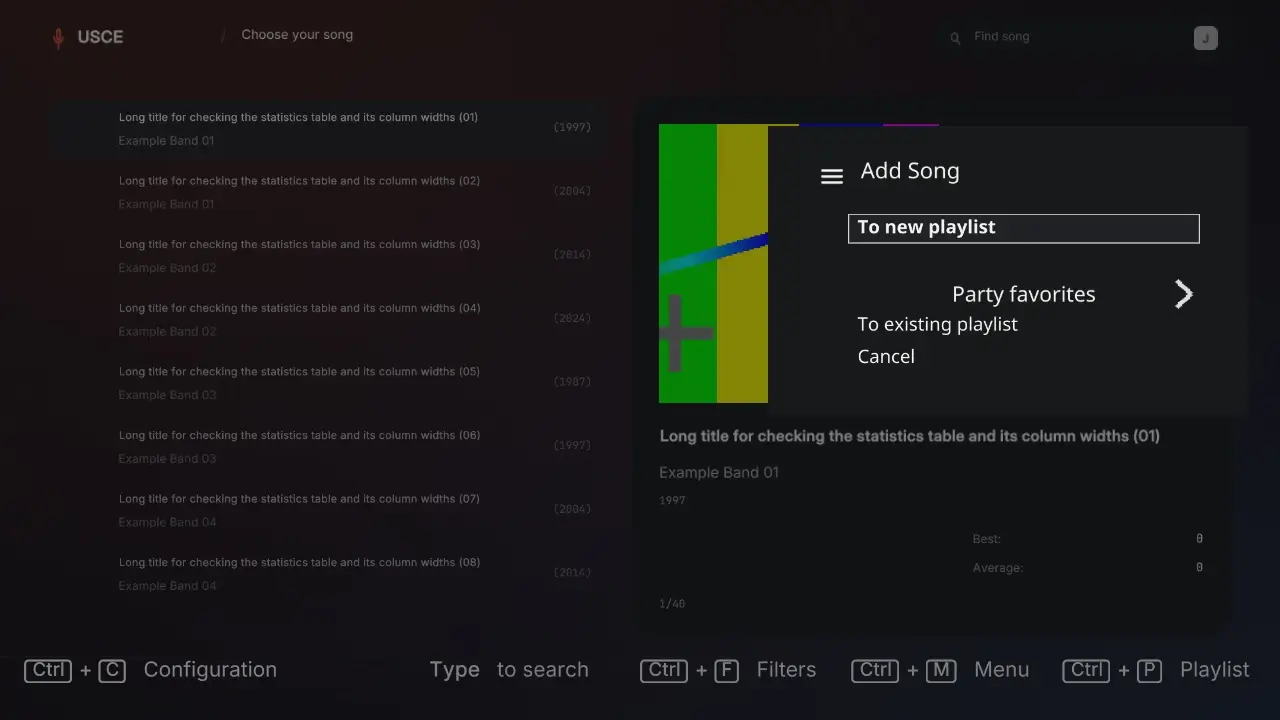 USCE / Choose your song
Find song
J
Long title for checking the statistics table and its column widths (01)
Example Band 01
(1997)
Long title for checking the statistics table and its column widths (02)
Example Band 01
(2004)
Long title for checking the statistics table and its column widths (03)
Example Band 02
(2014)
Long title for checking the statistics table and its column widths (04)
Example Band 02
(2024)
Long title for checking the statistics table and its column widths (05)
Example Band 03
(1987)
Long title for checking the statistics table and its column widths (06)
Example Band 03
(1997)
Long title for checking the statistics table and its column widths (07)
Example Band 04
(2004)
Long title for checking the statistics table and its column widths (08)
Example Band 04
(2014)
Add Song
To new playlist
Party favorites
To existing playlist
Cancel
Long title for checking the statistics table and its column widths (01)
Example Band 01
1997
Best: 0
Average: 0
1/40
Ctrl + C Configuration
Type to search
Ctrl + F Filters
Ctrl + M Menu
Ctrl + P Playlist